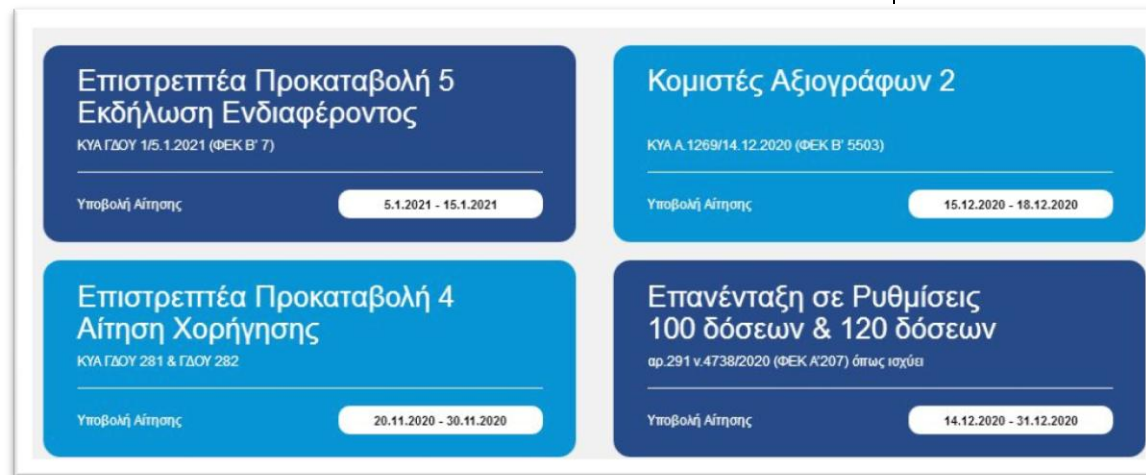 Επιστρεπτέα Προκαταβολή 5
Εκδήλωση Ενδιαφέροντος
ΚΥΑ ΓΔΟΥ 1/5.1.2021 (ΦΕΚ Β' 7)
Υποβολή Αίτησης
5.1.2021 - 15.1.2021
Κομιστές Αξιογράφων 2
ΚΥΑ Α.1269/14.12.2020 (ΦΕΚ Β' 5503)
Υποβολή Αίτησης
15.12.2020 - 18.12.2020
Επιστρεπτέα Προκαταβολή 4
Αίτηση Χορήγησης
ΚΥΑ ΓΔΟΥ 281 & ΓΔΟΥ 282
Υποβολή Αίτησης
20.11.2020 - 30.11.2020
Επανένταξη σε Ρυθμίσεις
100 δόσεων & 120 δόσεων
αρ.291 ν.4738/2020 (ΦΕΚ Α'207) όπως ισχύει
Υποβολή Αίτησης
14.12.2020 - 31.12.2020